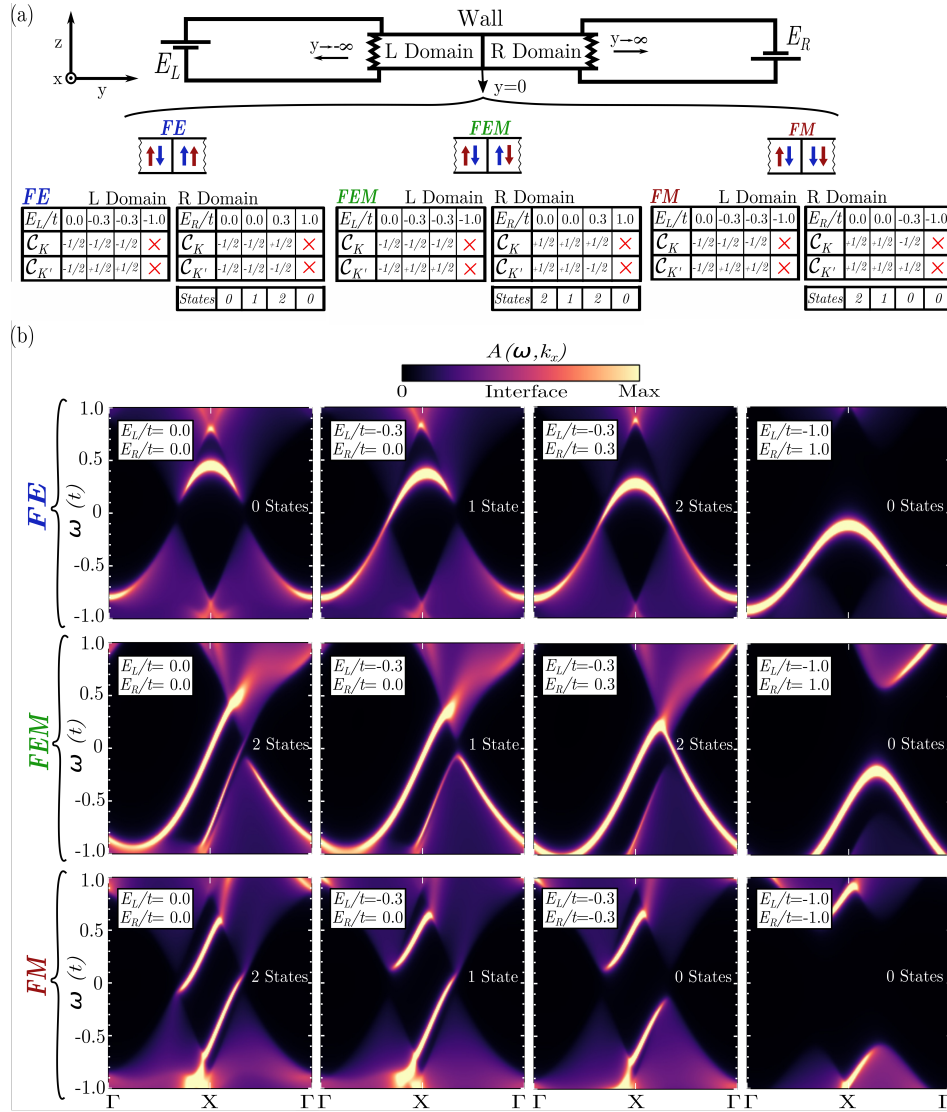 (a)
Wall
z
x
y
E_L
y→-∞
L Domain
R Domain
y→∞
E_R
y=0
FE
FEM
FM
FE L Domain R Domain
E_L/t 0.0 -0.3 -0.3 -1.0 E_R/t 0.0 0.0 0.3 1.0
C_K -1/2 -1/2 -1/2 × C_K -1/2 -1/2 +1/2 ×
C_K' -1/2 +1/2 +1/2 × C_K' -1/2 -1/2 -1/2 ×
States 0 1 2 0
FEM L Domain R Domain
E_L/t 0.0 -0.3 -0.3 -1.0 E_R/t 0.0 0.0 0.3 1.0
C_K -1/2 -1/2 -1/2 × C_K +1/2 +1/2 +1/2 ×
C_K' -1/2 +1/2 +1/2 × C_K' +1/2 +1/2 -1/2 ×
States 2 1 2 0
FM L Domain R Domain
E_L/t 0.0 -0.3 -0.3 -1.0 E_R/t 0.0 0.0 -0.3 -1.0
C_K -1/2 -1/2 -1/2 × C_K +1/2 +1/2 -1/2 ×
C_K' -1/2 +1/2 +1/2 × C_K' +1/2 +1/2 +1/2 ×
States 2 1 0 0
(b)
A(ω,k_x)
0 Interface Max
FE
ω (t)
1.0
0.5
0
-0.5
-1.0
E_L/t= 0.0
E_R/t= 0.0
0 States
E_L/t=-0.3
E_R/t= 0.0
1 State
E_L/t=-0.3
E_R/t= 0.3
2 States
E_L/t=-1.0
E_R/t= 1.0
0 States
FEM
ω (t)
1.0
0.5
0
-0.5
-1.0
E_L/t= 0.0
E_R/t= 0.0
2 States
E_L/t=-0.3
E_R/t= 0.0
1 State
E_L/t=-0.3
E_R/t= 0.3
2 States
E_L/t=-1.0
E_R/t= 1.0
0 States
FM
ω (t)
1.0
0.5
0
-0.5
-1.0
E_L/t= 0.0
E_R/t= 0.0
2 States
E_L/t=-0.3
E_R/t= 0.0
1 State
E_L/t=-0.3
E_R/t=-0.3
0 States
E_L/t=-1.0
E_R/t=-1.0
0 States
Γ X Γ X Γ X Γ X Γ